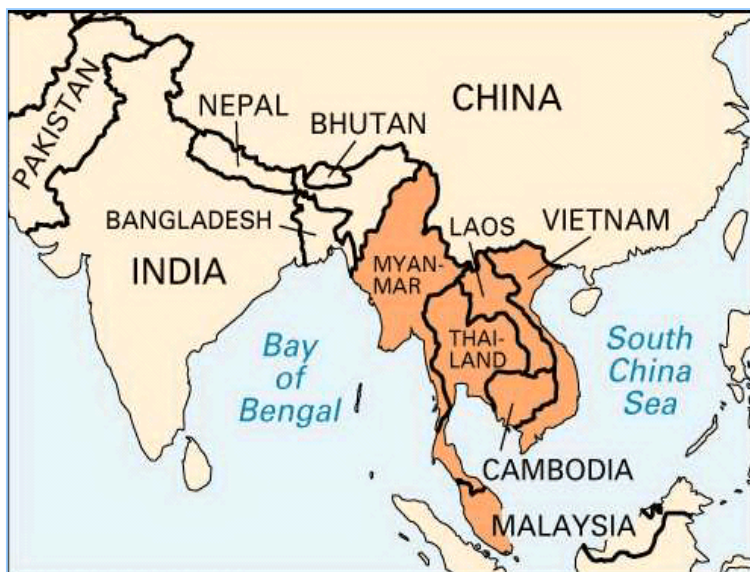 PAKISTAN
NEPAL
BHUTAN
CHINA
BANGLADESH
INDIA
MYAN-
MAR
LAOS
VIETNAM
THAI-
LAND
Bay
of
Bengal
South
China
Sea
CAMBODIA
MALAYSIA